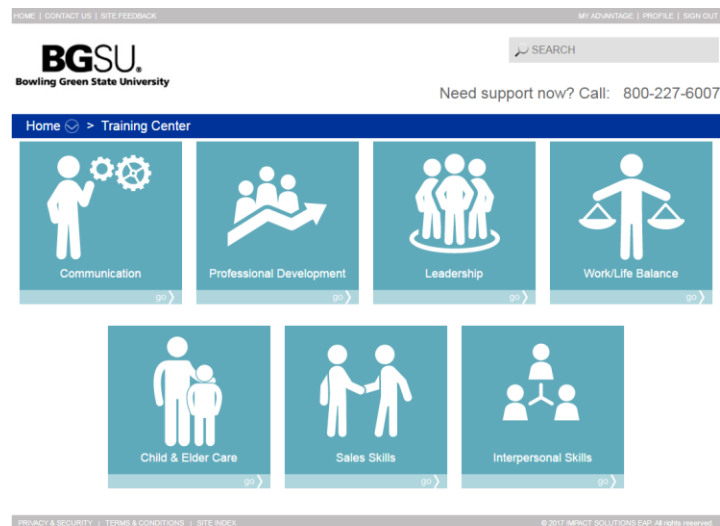 HOME | CONTACT US | SITE FEEDBACK
MY ADVANTAGE | PROFILE | SIGN OUT
BGSU.
Bowling Green State University
SEARCH
Need support now? Call: 800-227-6007
Home > Training Center
Communication
go
Professional Development
go
Leadership
go
Work/Life Balance
go
Child & Elder Care
go
Sales Skills
go
Interpersonal Skills
go
PRIVACY & SECURITY | TERMS & CONDITIONS | SITE INDEX
© 2017 IMPACT SOLUTIONS EAP. All rights reserved.